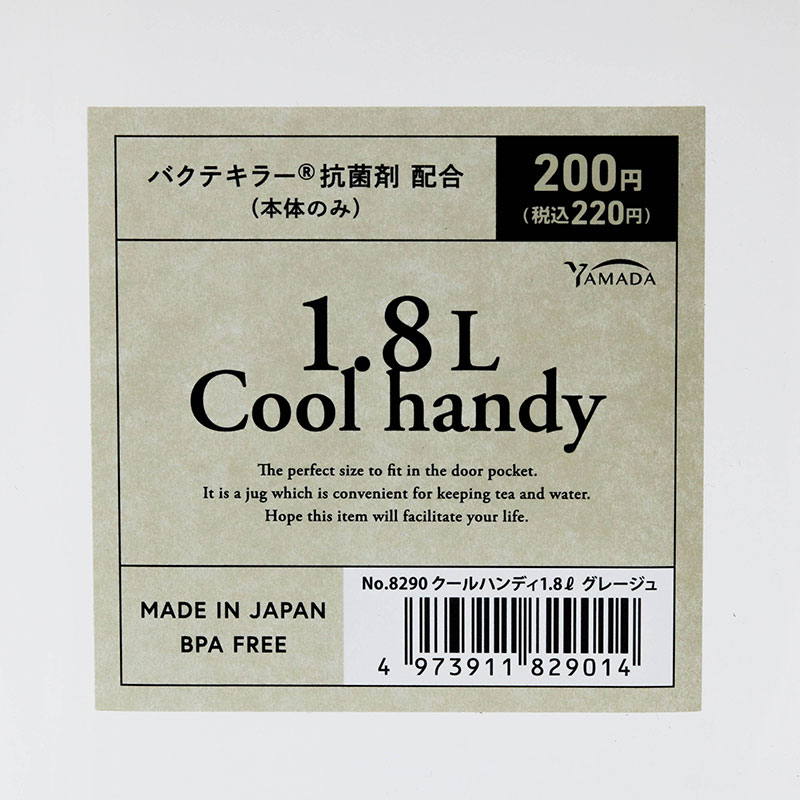 バクテキラー®抗菌剤 配合
(本体のみ)
200円
(税込220円)
YAMADA
1.8L
Cool handy
The perfect size to fit in the door pocket.
It is a jug which is convenient for keeping tea and water.
Hope this item will facilitate your life.
MADE IN JAPAN
BPA FREE
No.8290 クールハンディ1.8ℓ グレージュ
4 973911 829014